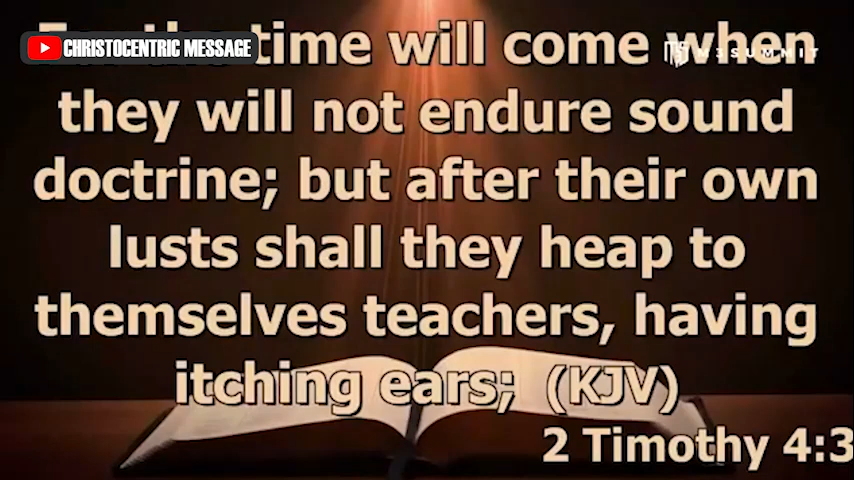 CHRISTOCENTRIC MESSAGE
M3SUMMIT
time will come when
they will not endure sound
doctrine; but after their own
lusts shall they heap to
themselves teachers, having
itching ears; (KJV)
2 Timothy 4:3